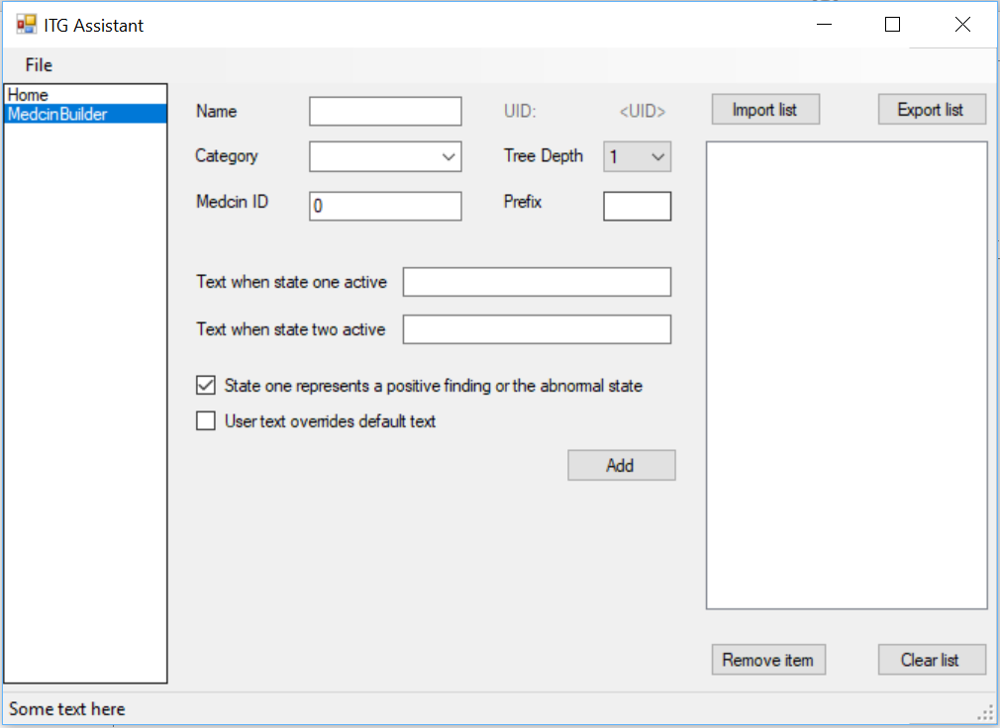 ITG Assistant
File
Home
MedcinBuilder
Name
UID:
<UID>
Import list
Export list
Category
Tree Depth
1
Medcin ID
0
Prefix
Text when state one active
Text when state two active
State one represents a positive finding or the abnormal state
User text overrides default text
Add
Remove item
Clear list
Some text here